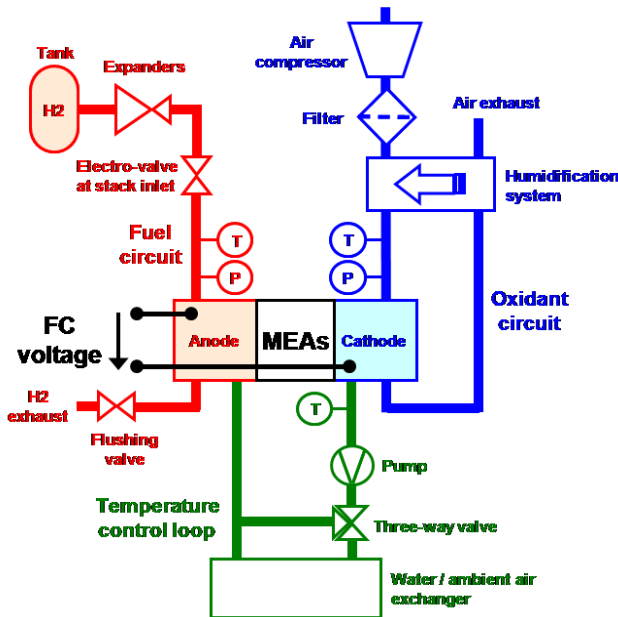 Tank
H2
Expanders
Electro-valve
at stack inlet
Air
compressor
Filter
Air exhaust
Humidification
system
Fuel
circuit
T
P
T
P
Oxidant
circuit
FC
voltage
Anode
MEAs
Cathode
H2
exhaust
Flushing
valve
T
Pump
Temperature
control loop
Three-way valve
Water / ambient air
exchanger